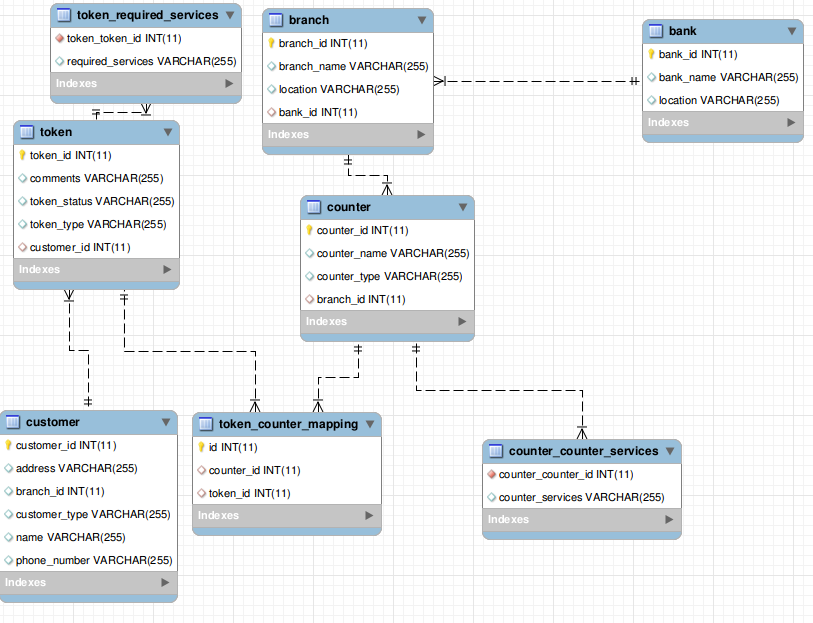 token_required_services
token_token_id INT(11)
required_services VARCHAR(255)
Indexes
branch
branch_id INT(11)
branch_name VARCHAR(255)
location VARCHAR(255)
bank_id INT(11)
Indexes
bank
bank_id INT(11)
bank_name VARCHAR(255)
location VARCHAR(255)
Indexes
token
token_id INT(11)
comments VARCHAR(255)
token_status VARCHAR(255)
token_type VARCHAR(255)
customer_id INT(11)
Indexes
counter
counter_id INT(11)
counter_name VARCHAR(255)
counter_type VARCHAR(255)
branch_id INT(11)
Indexes
customer
customer_id INT(11)
address VARCHAR(255)
branch_id INT(11)
customer_type VARCHAR(255)
name VARCHAR(255)
phone_number VARCHAR(255)
Indexes
token_counter_mapping
id INT(11)
counter_id INT(11)
token_id INT(11)
Indexes
counter_counter_services
counter_counter_id INT(11)
counter_services VARCHAR(255)
Indexes